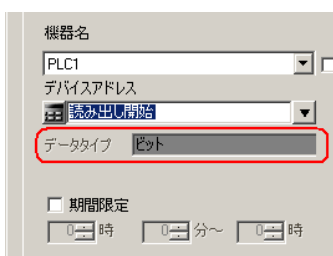 機器名
PLC1
デバイスアドレス
読み出し開始
データタイプ ビット
期間限定
0 時 0 分～ 0 時